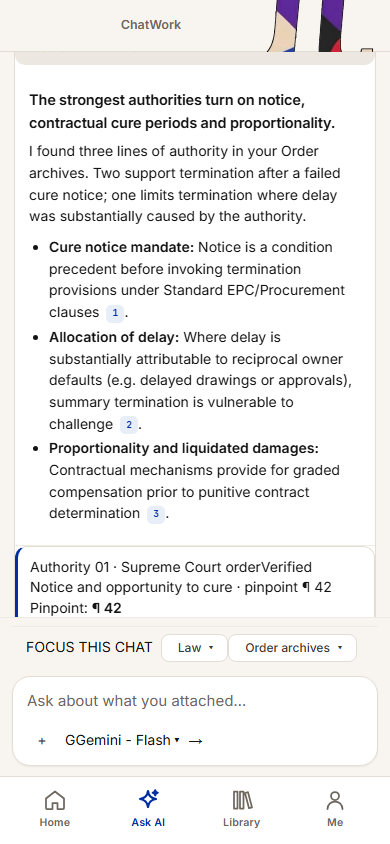 ChatWork
The strongest authorities turn on notice,
contractual cure periods and proportionality.
I found three lines of authority in your Order
archives. Two support termination after a failed
cure notice; one limits termination where delay
was substantially caused by the authority.
• Cure notice mandate: Notice is a condition
precedent before invoking termination
provisions under Standard EPC/Procurement
clauses 1.
• Allocation of delay: Where delay is
substantially attributable to reciprocal owner
defaults (e.g. delayed drawings or approvals),
summary termination is vulnerable to
challenge 2.
• Proportionality and liquidated damages:
Contractual mechanisms provide for graded
compensation prior to punitive contract
determination 3.
Authority 01 · Supreme Court orderVerified
Notice and opportunity to cure · pinpoint ¶ 42
Pinpoint: ¶ 42
FOCUS THIS CHAT Law ▾ Order archives ▾
Ask about what you attached...
+ GGemini - Flash ▾ →
Home Ask AI Library Me